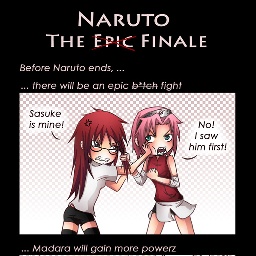 NARUTO
THE EPIC FINALE
Before Naruto ends, ...
... there will be an epic b*tch fight
Sasuke
is mine!
No!
I saw
him first!
... Madara will gain more powerz